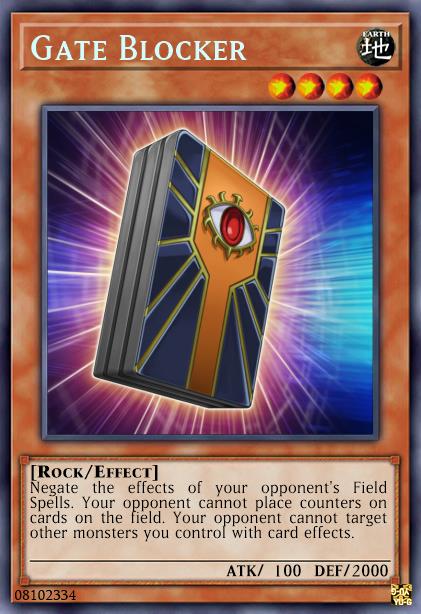 GATE BLOCKER
EARTH
地
[ROCK/EFFECT]
Negate the effects of your opponent's Field
Spells. Your opponent cannot place counters on
cards on the field. Your opponent cannot target
other monsters you control with card effects.
ATK/ 100 DEF/2000
08102334